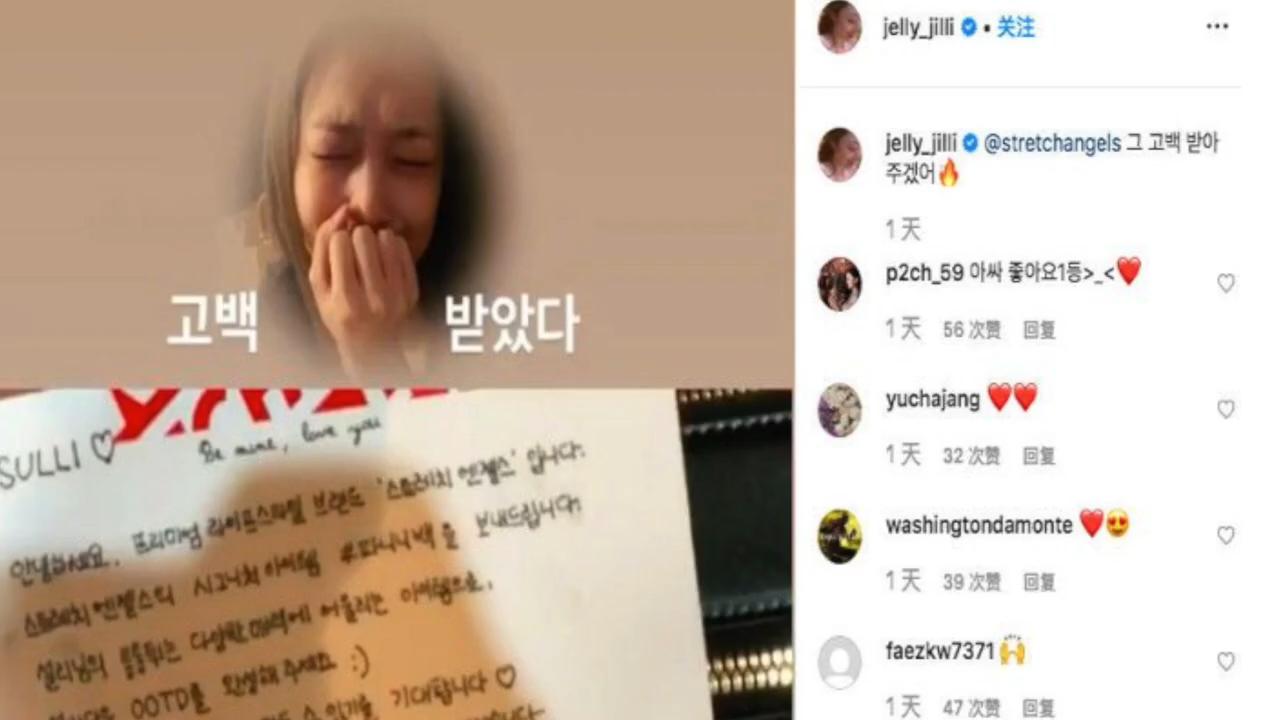 고백 받았다
SULLI ♡
Be mine, love you
안녕하세요. 프리미엄 라이프스타일 브랜드 '스트레치 엔젤스' 입니다.
스트레치 엔젤스의 시그니처 아이템 파니니백을 보내드립니다!
설리님의 톡톡튀는 다양한 매력에 어울리는 아이템으로,
OOTD를 완성해 주세요 :)
기대합니다 ♡
jelly_jilli • 关注
jelly_jilli @stretchangels 그 고백 받아
주겠어🔥
1天
p2ch_59 아싸 좋아요1등>_<❤️
1天 56 次赞 回复
yuchajang ❤️❤️
1天 32 次赞 回复
washingtondamonte ❤️😍
1天 39 次赞 回复
faezkw7371 🙌
1天 47 次赞 回复